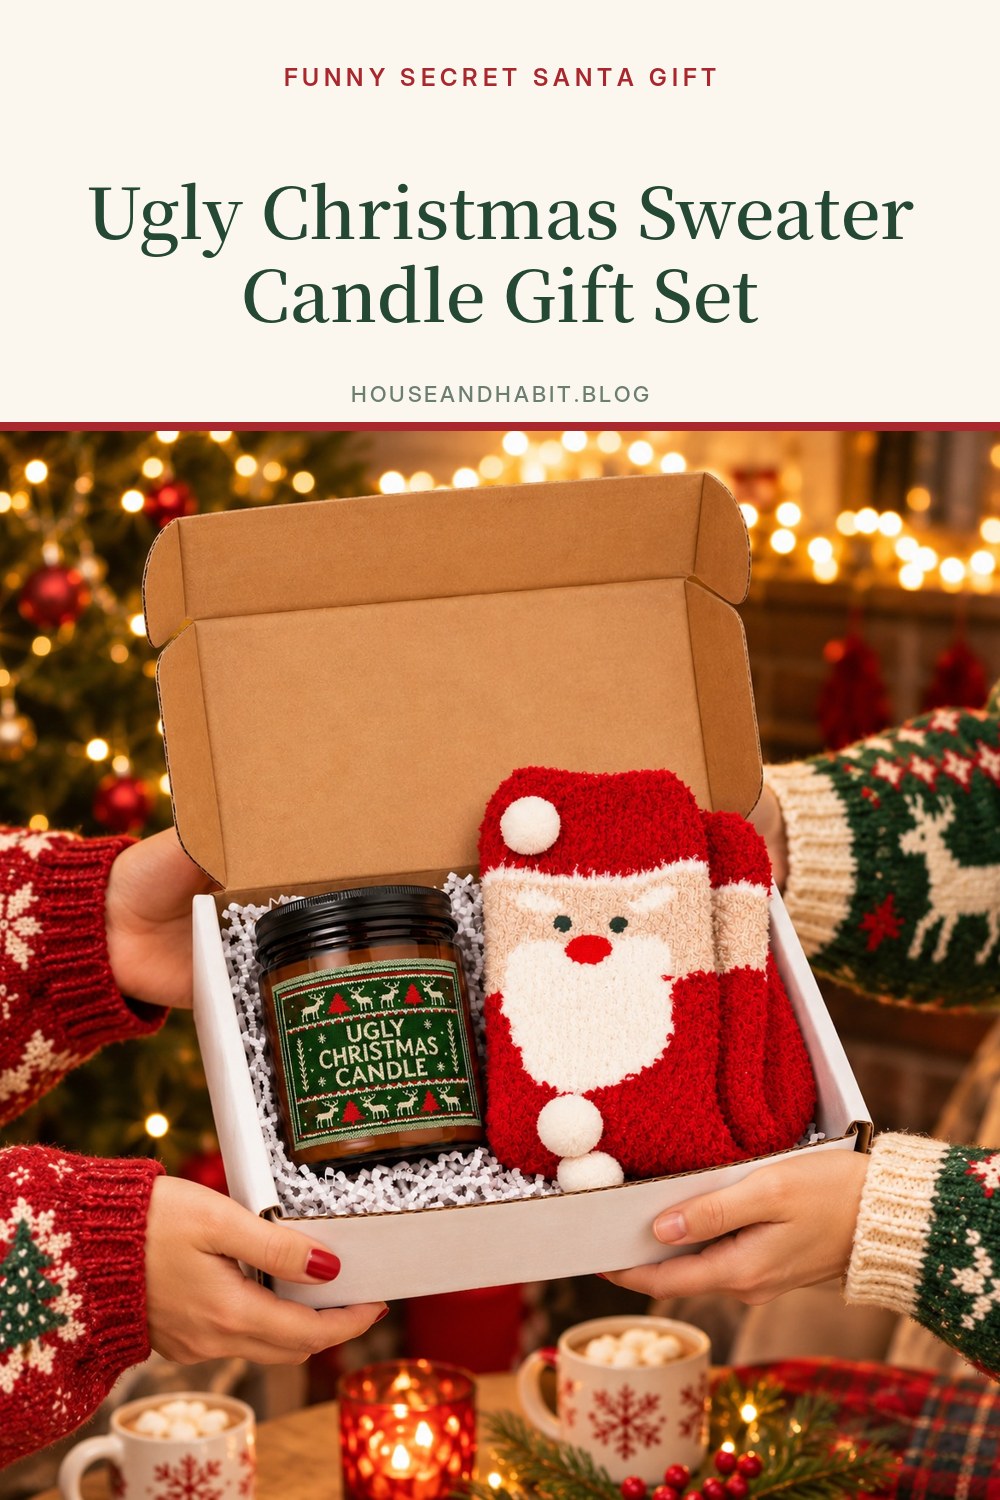 FUNNY SECRET SANTA GIFT
Ugly Christmas Sweater
Candle Gift Set
HOUSEANDHABIT.BLOG
UGLY
CHRISTMAS
CANDLE